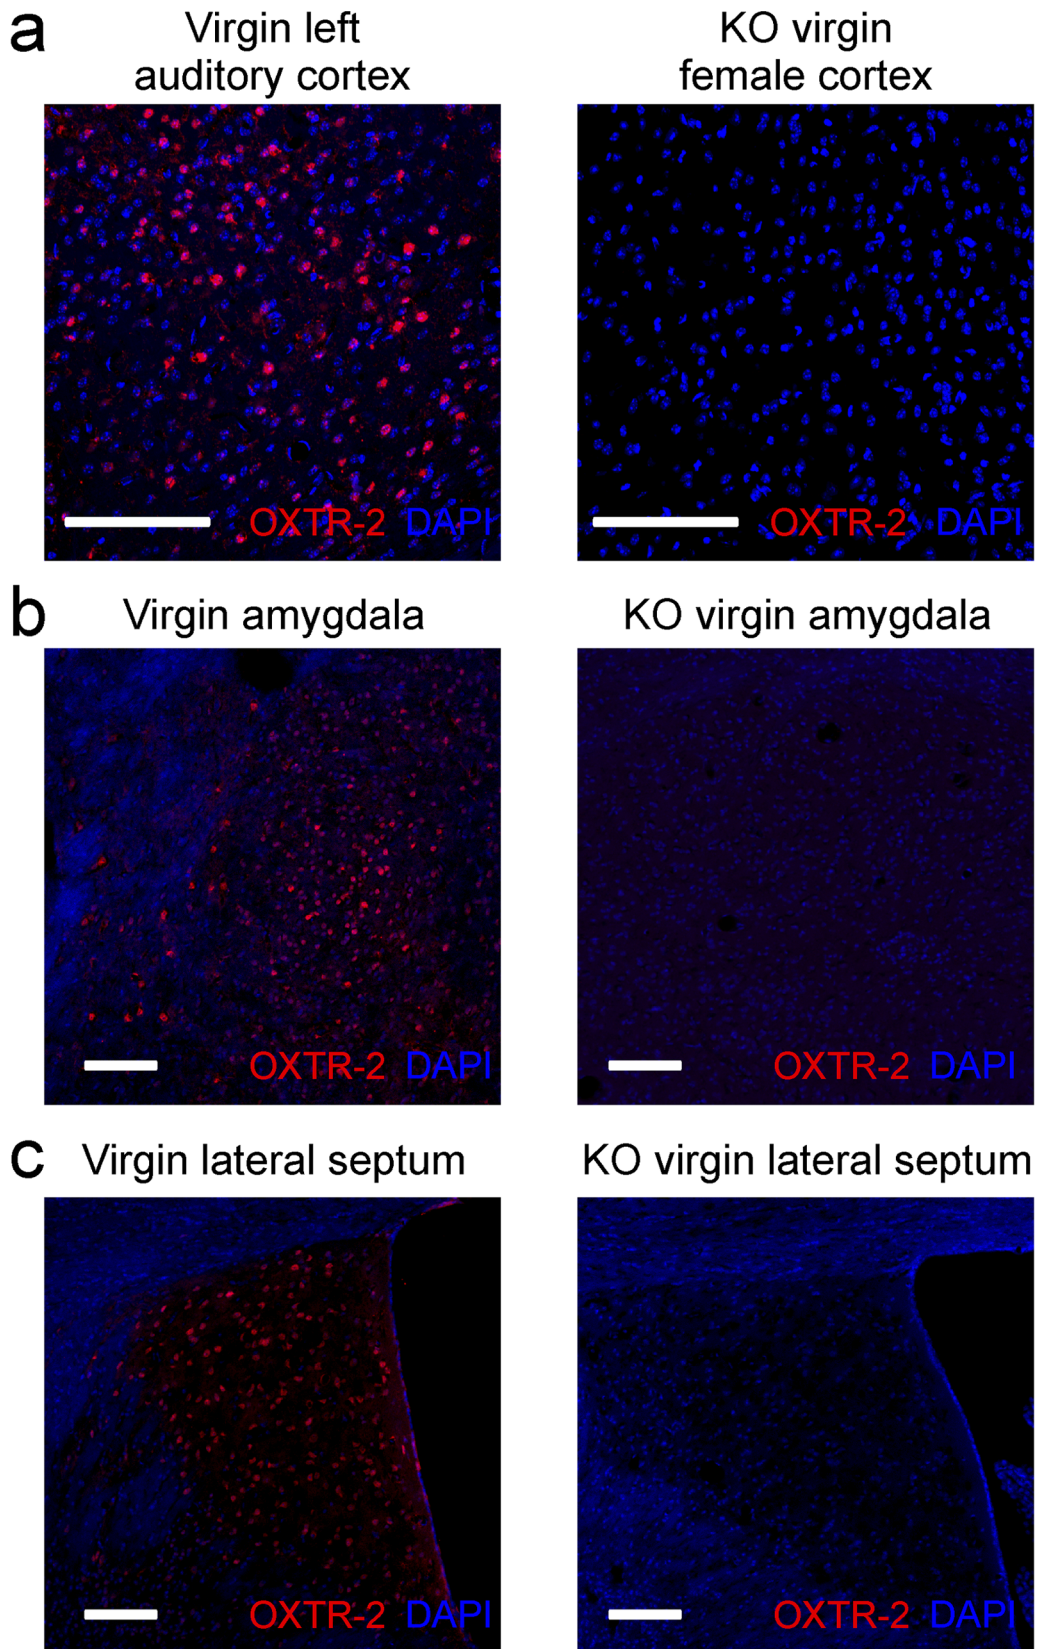 a
Virgin left
auditory cortex
KO virgin
female cortex
OXTR-2 DAPI
OXTR-2 DAPI
b
Virgin amygdala
KO virgin amygdala
OXTR-2 DAPI
OXTR-2 DAPI
c
Virgin lateral septum
KO virgin lateral septum
OXTR-2 DAPI
OXTR-2 DAPI